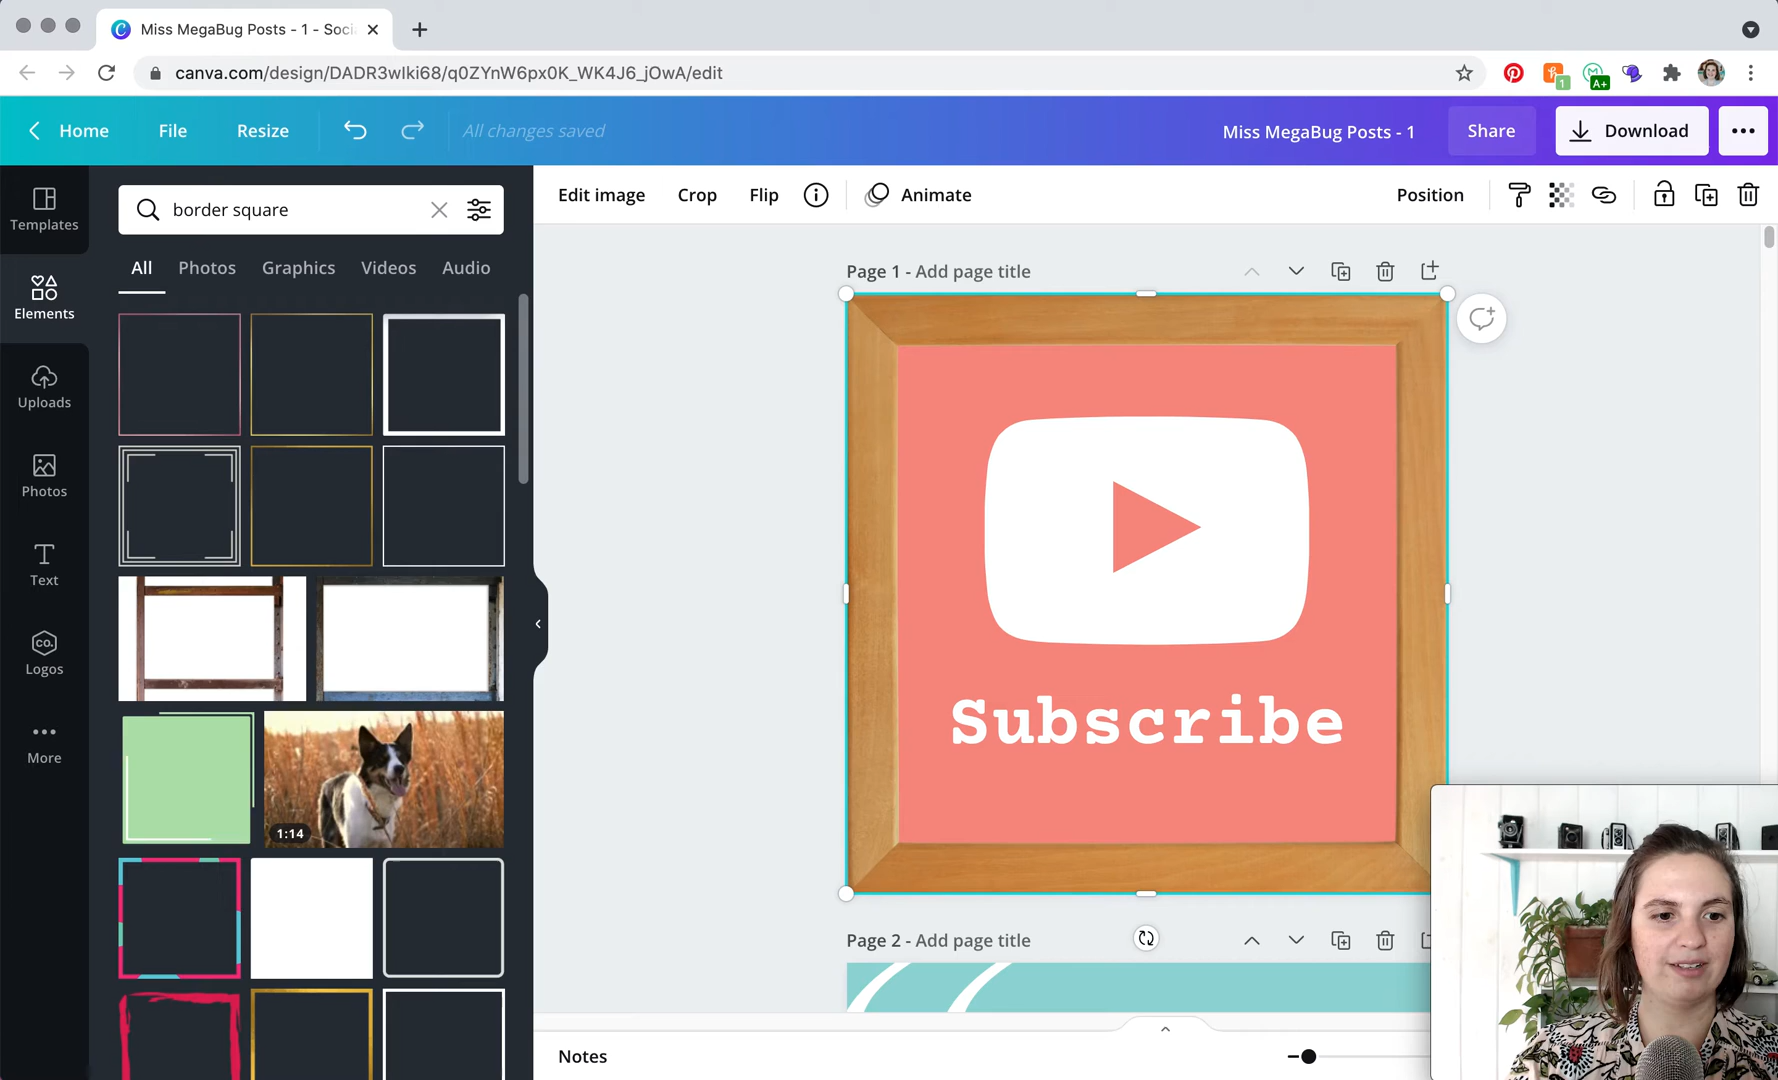 Miss MegaBug Posts - 1 - Soci
canva.com/design/DADR3wIki68/q0ZYnW6px0K_WK4J6_jOwA/edit
1
A+
Home
File
Resize
All changes saved
Miss MegaBug Posts - 1
Share
Download
Templates
Elements
Uploads
Photos
Text
CO.
Logos
More
border square
All
Photos
Graphics
Videos
Audio
1:14
Edit image
Crop
Flip
Animate
Position
Page 1 - Add page title
Subscribe
Page 2 - Add page title
Notes